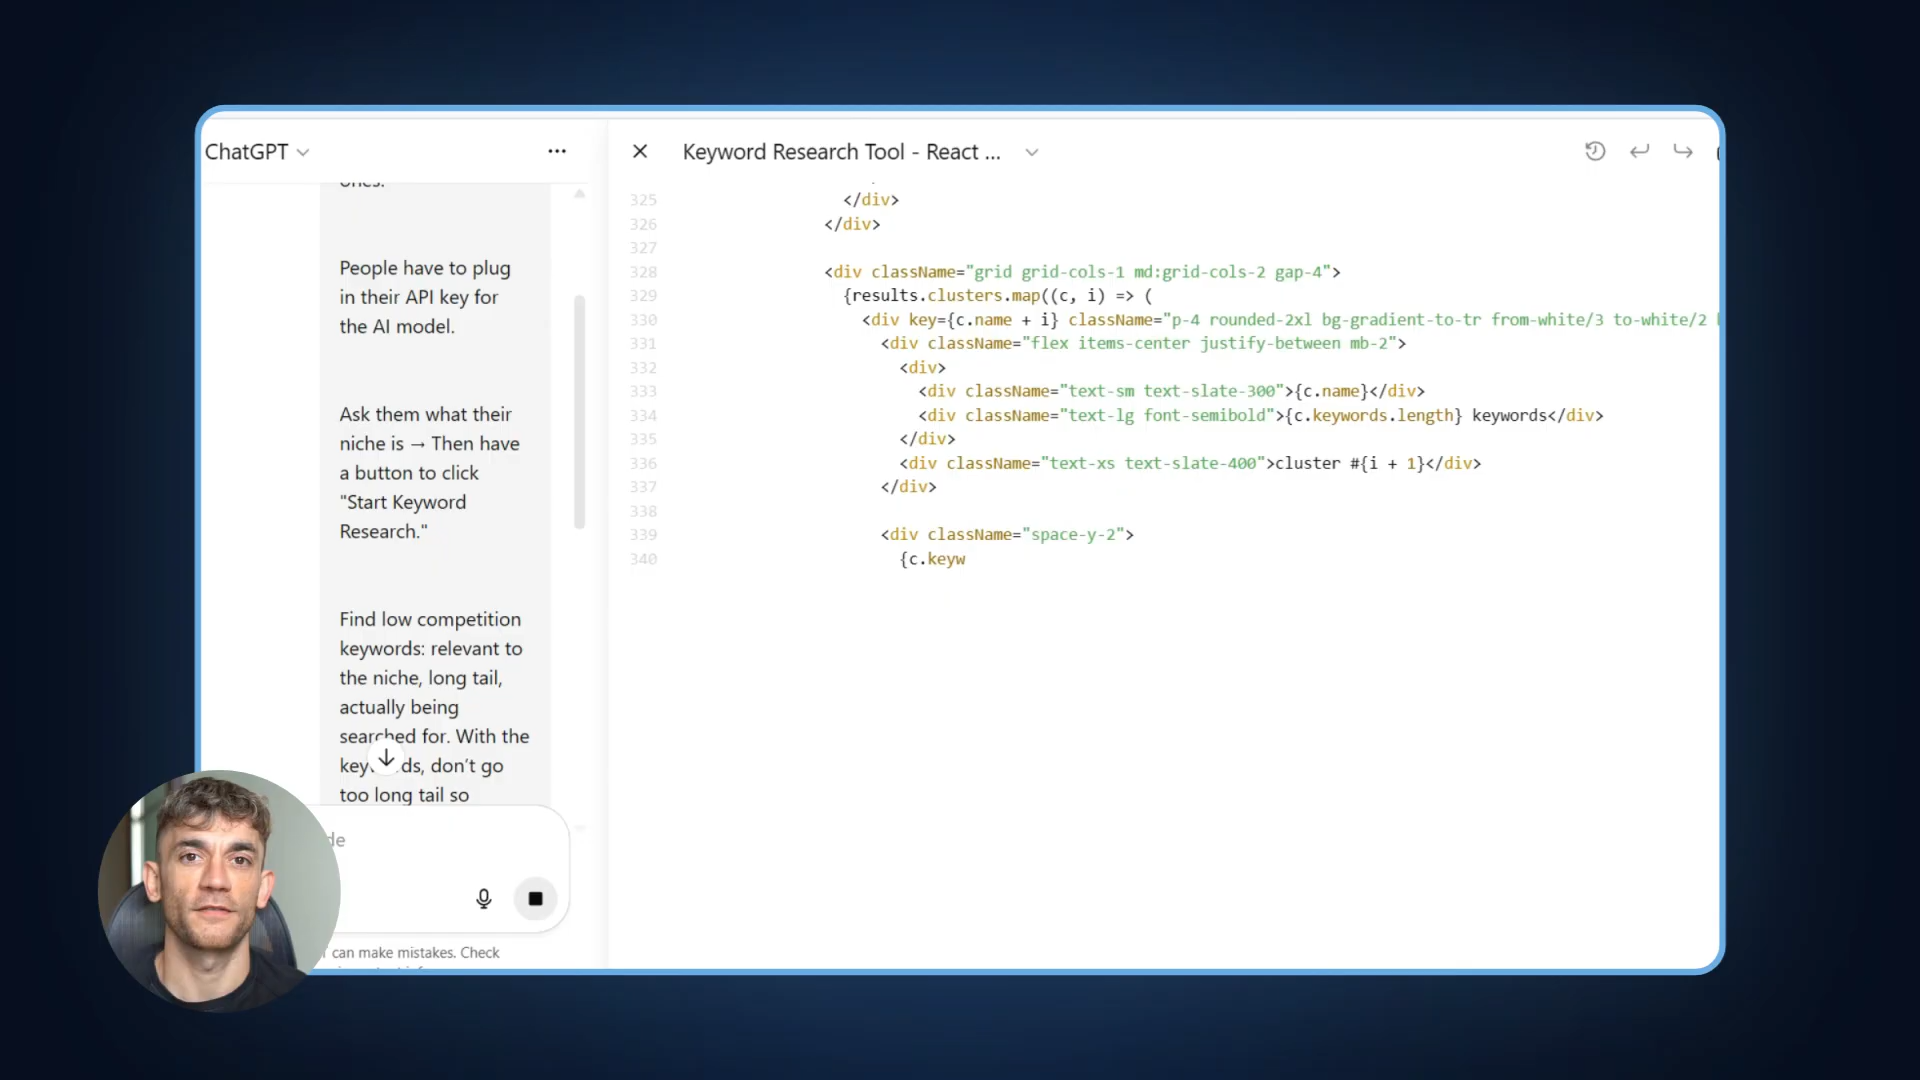 ChatGPT
ones.
People have to plug
in their API key for
the AI model.
Ask them what their
niche is → Then have
a button to click
"Start Keyword
Research."
Find low competition
keywords: relevant to
the niche, long tail,
actually being
searched for. With the
don't go
too long tail so
can make mistakes. Check
Keyword Research Tool - React ...
325 </div>
326 </div>
327
328 <div className="grid grid-cols-1 md:grid-cols-2 gap-4">
329 {results.clusters.map((c, i) => (
330 <div key={c.name + i} className="p-4 rounded-2xl bg-gradient-to-tr from-white/3 to-white/2
331 <div className="flex items-center justify-between mb-2">
332 <div>
333 <div className="text-sm text-slate-300">{c.name}</div>
334 <div className="text-lg font-semibold">{c.keywords.length} keywords</div>
335 </div>
336 <div className="text-xs text-slate-400">cluster #{i + 1}</div>
337 </div>
338
339 <div className="space-y-2">
340 {c.keyw